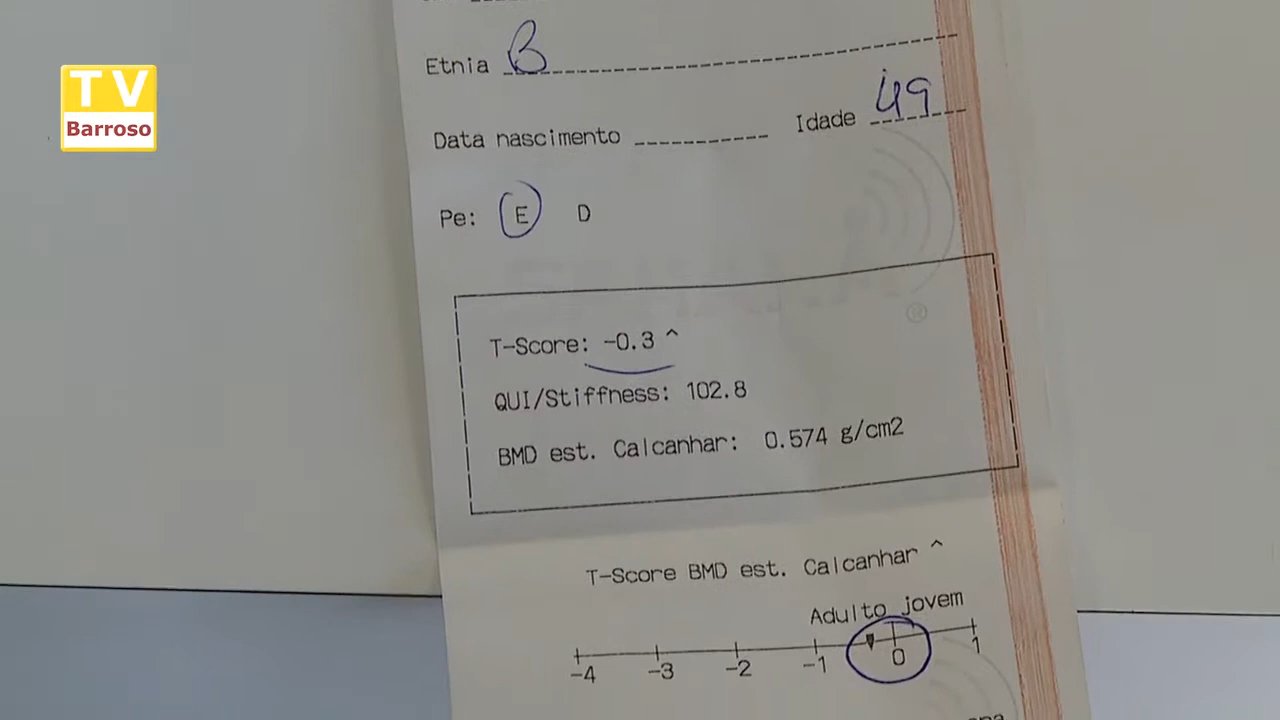 TV
Barroso
Etnia B
Data nascimento Idade 49
Pe: E D
T-Score: -0.3 ^
QUI/Stiffness: 102.8
BMD est. Calcanhar: 0.574 g/cm2
T-Score BMD est. Calcanhar ^
Adulto jovem
-4 -3 -2 -1 0 1